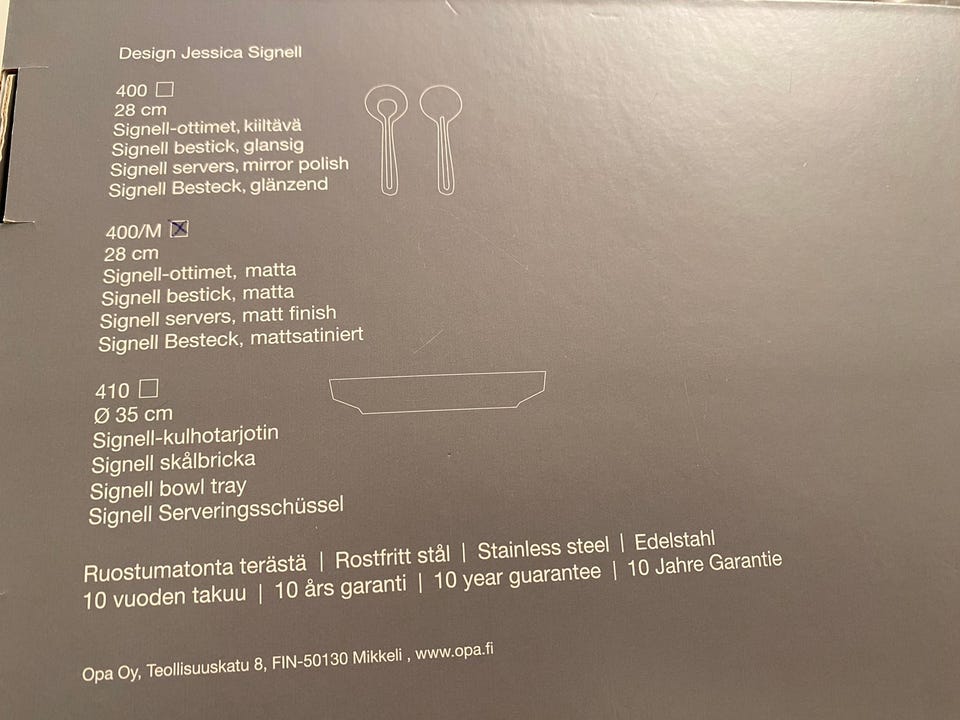 Design Jessica Signell
400
28 cm
Signell-ottimet, kiiltävä
Signell bestick, glansig
Signell servers, mirror polish
Signell Besteck, glänzend
400/M
28 cm
Signell-ottimet, matta
Signell bestick, matta
Signell servers, matt finish
Signell Besteck, mattsatiniert
410
Ø 35 cm
Signell-kulhotarjotin
Signell skålbricka
Signell bowl tray
Signell Serveringsschüssel
Ruostumatonta terästä | Rostfritt stål | Stainless steel | Edelstahl
10 vuoden takuu | 10 års garanti | 10 year guarantee | 10 Jahre Garantie
Opa Oy, Teollisuuskatu 8, FIN-50130 Mikkeli , www.opa.fi